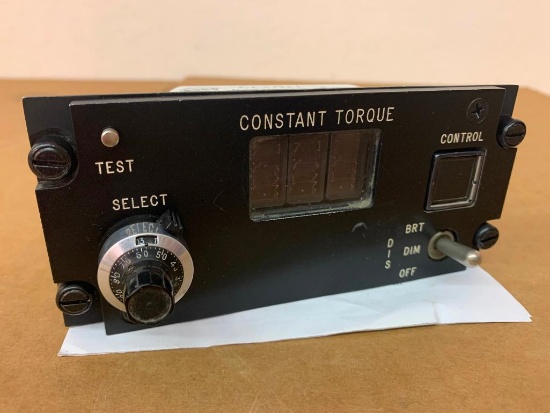 CONSTANT TORQUE
CONTROL
TEST
SELECT
BRT
DIS
DIM
OFF